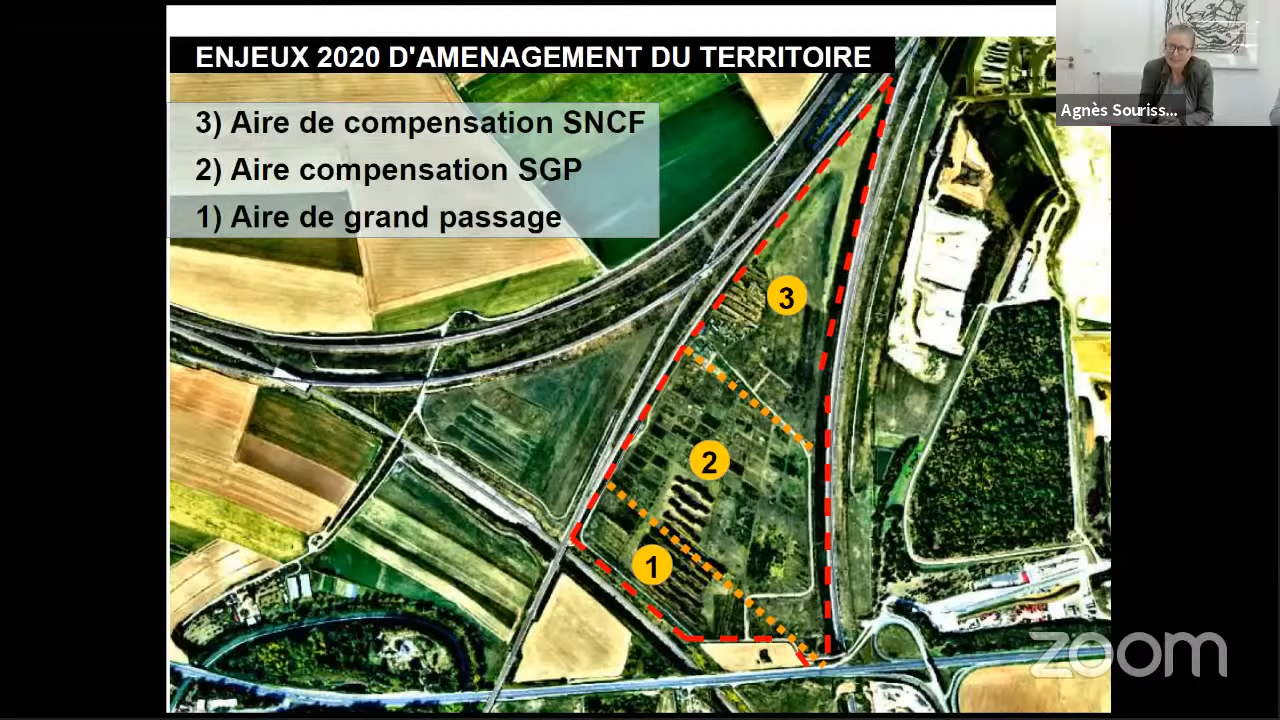 ENJEUX 2020 D'AMENAGEMENT DU TERRITOIRE
Agnès Souriss...
3) Aire de compensation SNCF
2) Aire compensation SGP
1) Aire de grand passage
3
2
1
zoom